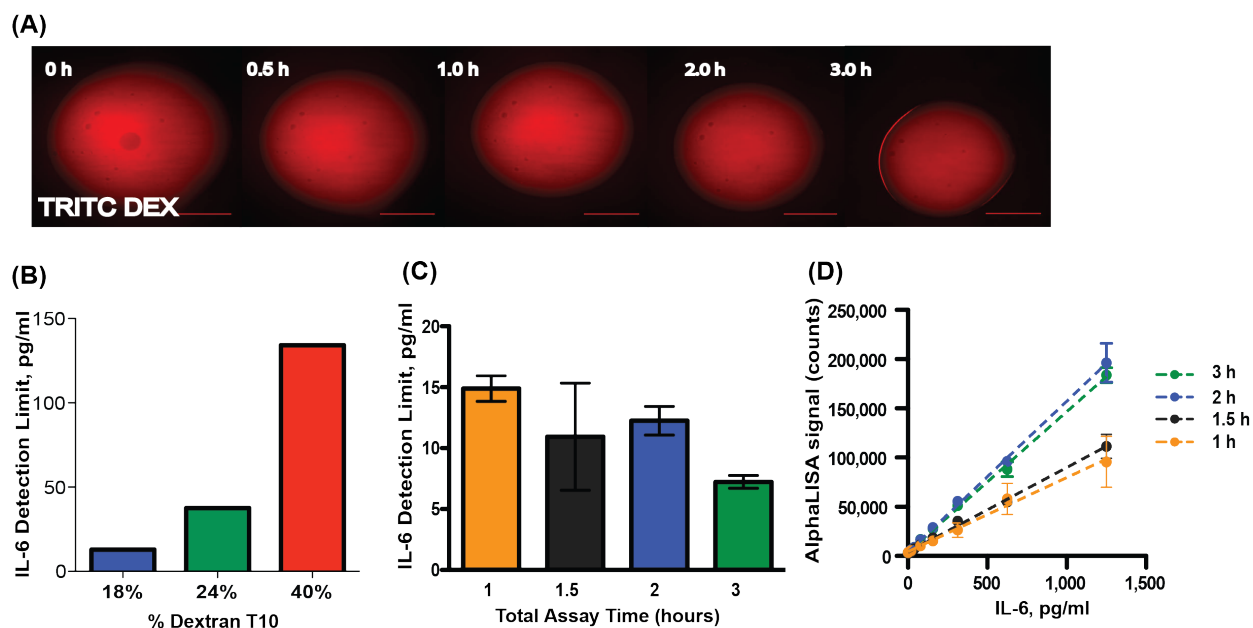 (A)
0 h
0.5 h
1.0 h
2.0 h
3.0 h
TRITC DEX
(B)
IL-6 Detection Limit, pg/ml
150
100
50
0
18%
24%
40%
% Dextran T10
(C)
IL-6 Detection Limit, pg/ml
20
15
10
5
0
1
1.5
2
3
Total Assay Time (hours)
(D)
AlphaLISA signal (counts)
250,000
200,000
150,000
100,000
50,000
0
0
500
1,000
1,500
IL-6, pg/ml
3 h
2 h
1.5 h
1 h